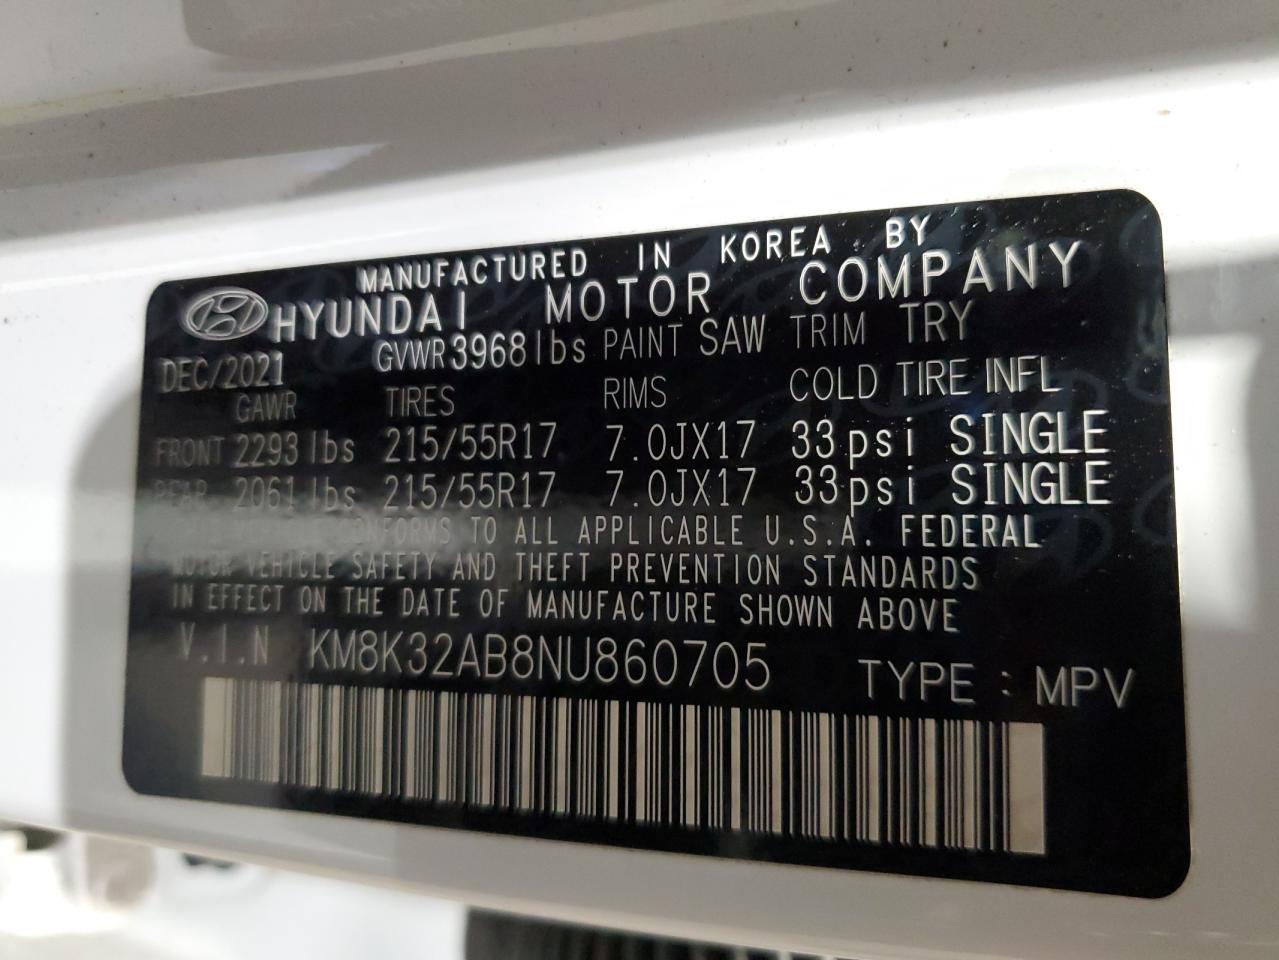 MANUFACTURED IN KOREA BY
HYUNDAI MOTOR COMPANY
DEC/2021 GVWR 3968lbs PAINT SAW TRIM TRY
GAWR TIRES RIMS COLD TIRE INFL
FRONT 2293 lbs 215/55R17 7.0JX17 33psi SINGLE
REAR 2061 lbs 215/55R17 7.0JX17 33psi SINGLE
CONFORMS TO ALL APPLICABLE U.S.A. FEDERAL
MOTOR VEHICLE SAFETY AND THEFT PREVENTION STANDARDS
IN EFFECT ON THE DATE OF MANUFACTURE SHOWN ABOVE
V.I.N KM8K32AB8NU860705 TYPE : MPV